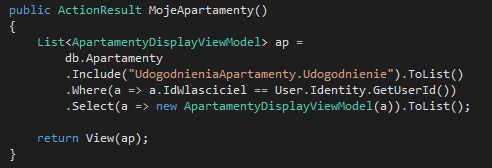 public ActionResult MojeApartamenty()
{
List<ApartamentyDisplayViewModel> ap =
db.Apartamenty
.Include("UdogodnieniaApartamenty.Udogodnienie").ToList()
.Where(a => a.IdWlasciciel == User.Identity.GetUserId())
.Select(a => new ApartamentyDisplayViewModel(a)).ToList();
return View(ap);
}